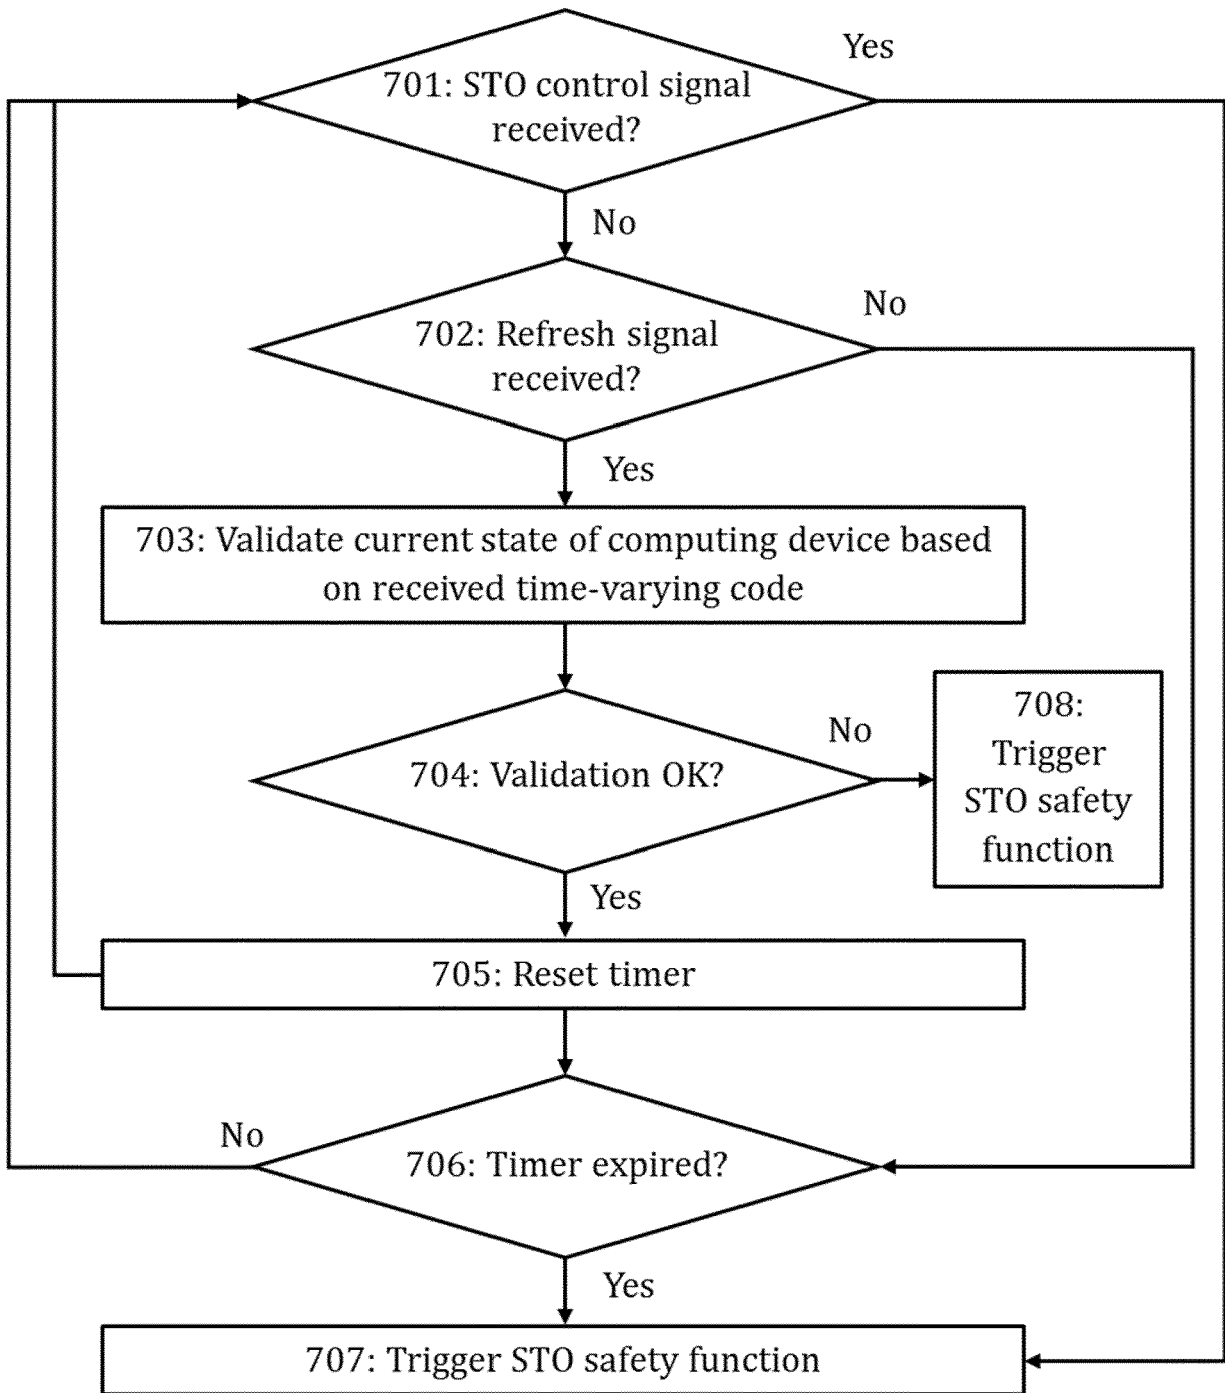 Yes
701: STO control signal
received?
No
No
702: Refresh signal
received?
Yes
703: Validate current state of computing device based
on received time-varying code
708:
Trigger
STO safety
function
No
704: Validation OK?
Yes
705: Reset timer
No
706: Timer expired?
Yes
707: Trigger STO safety function